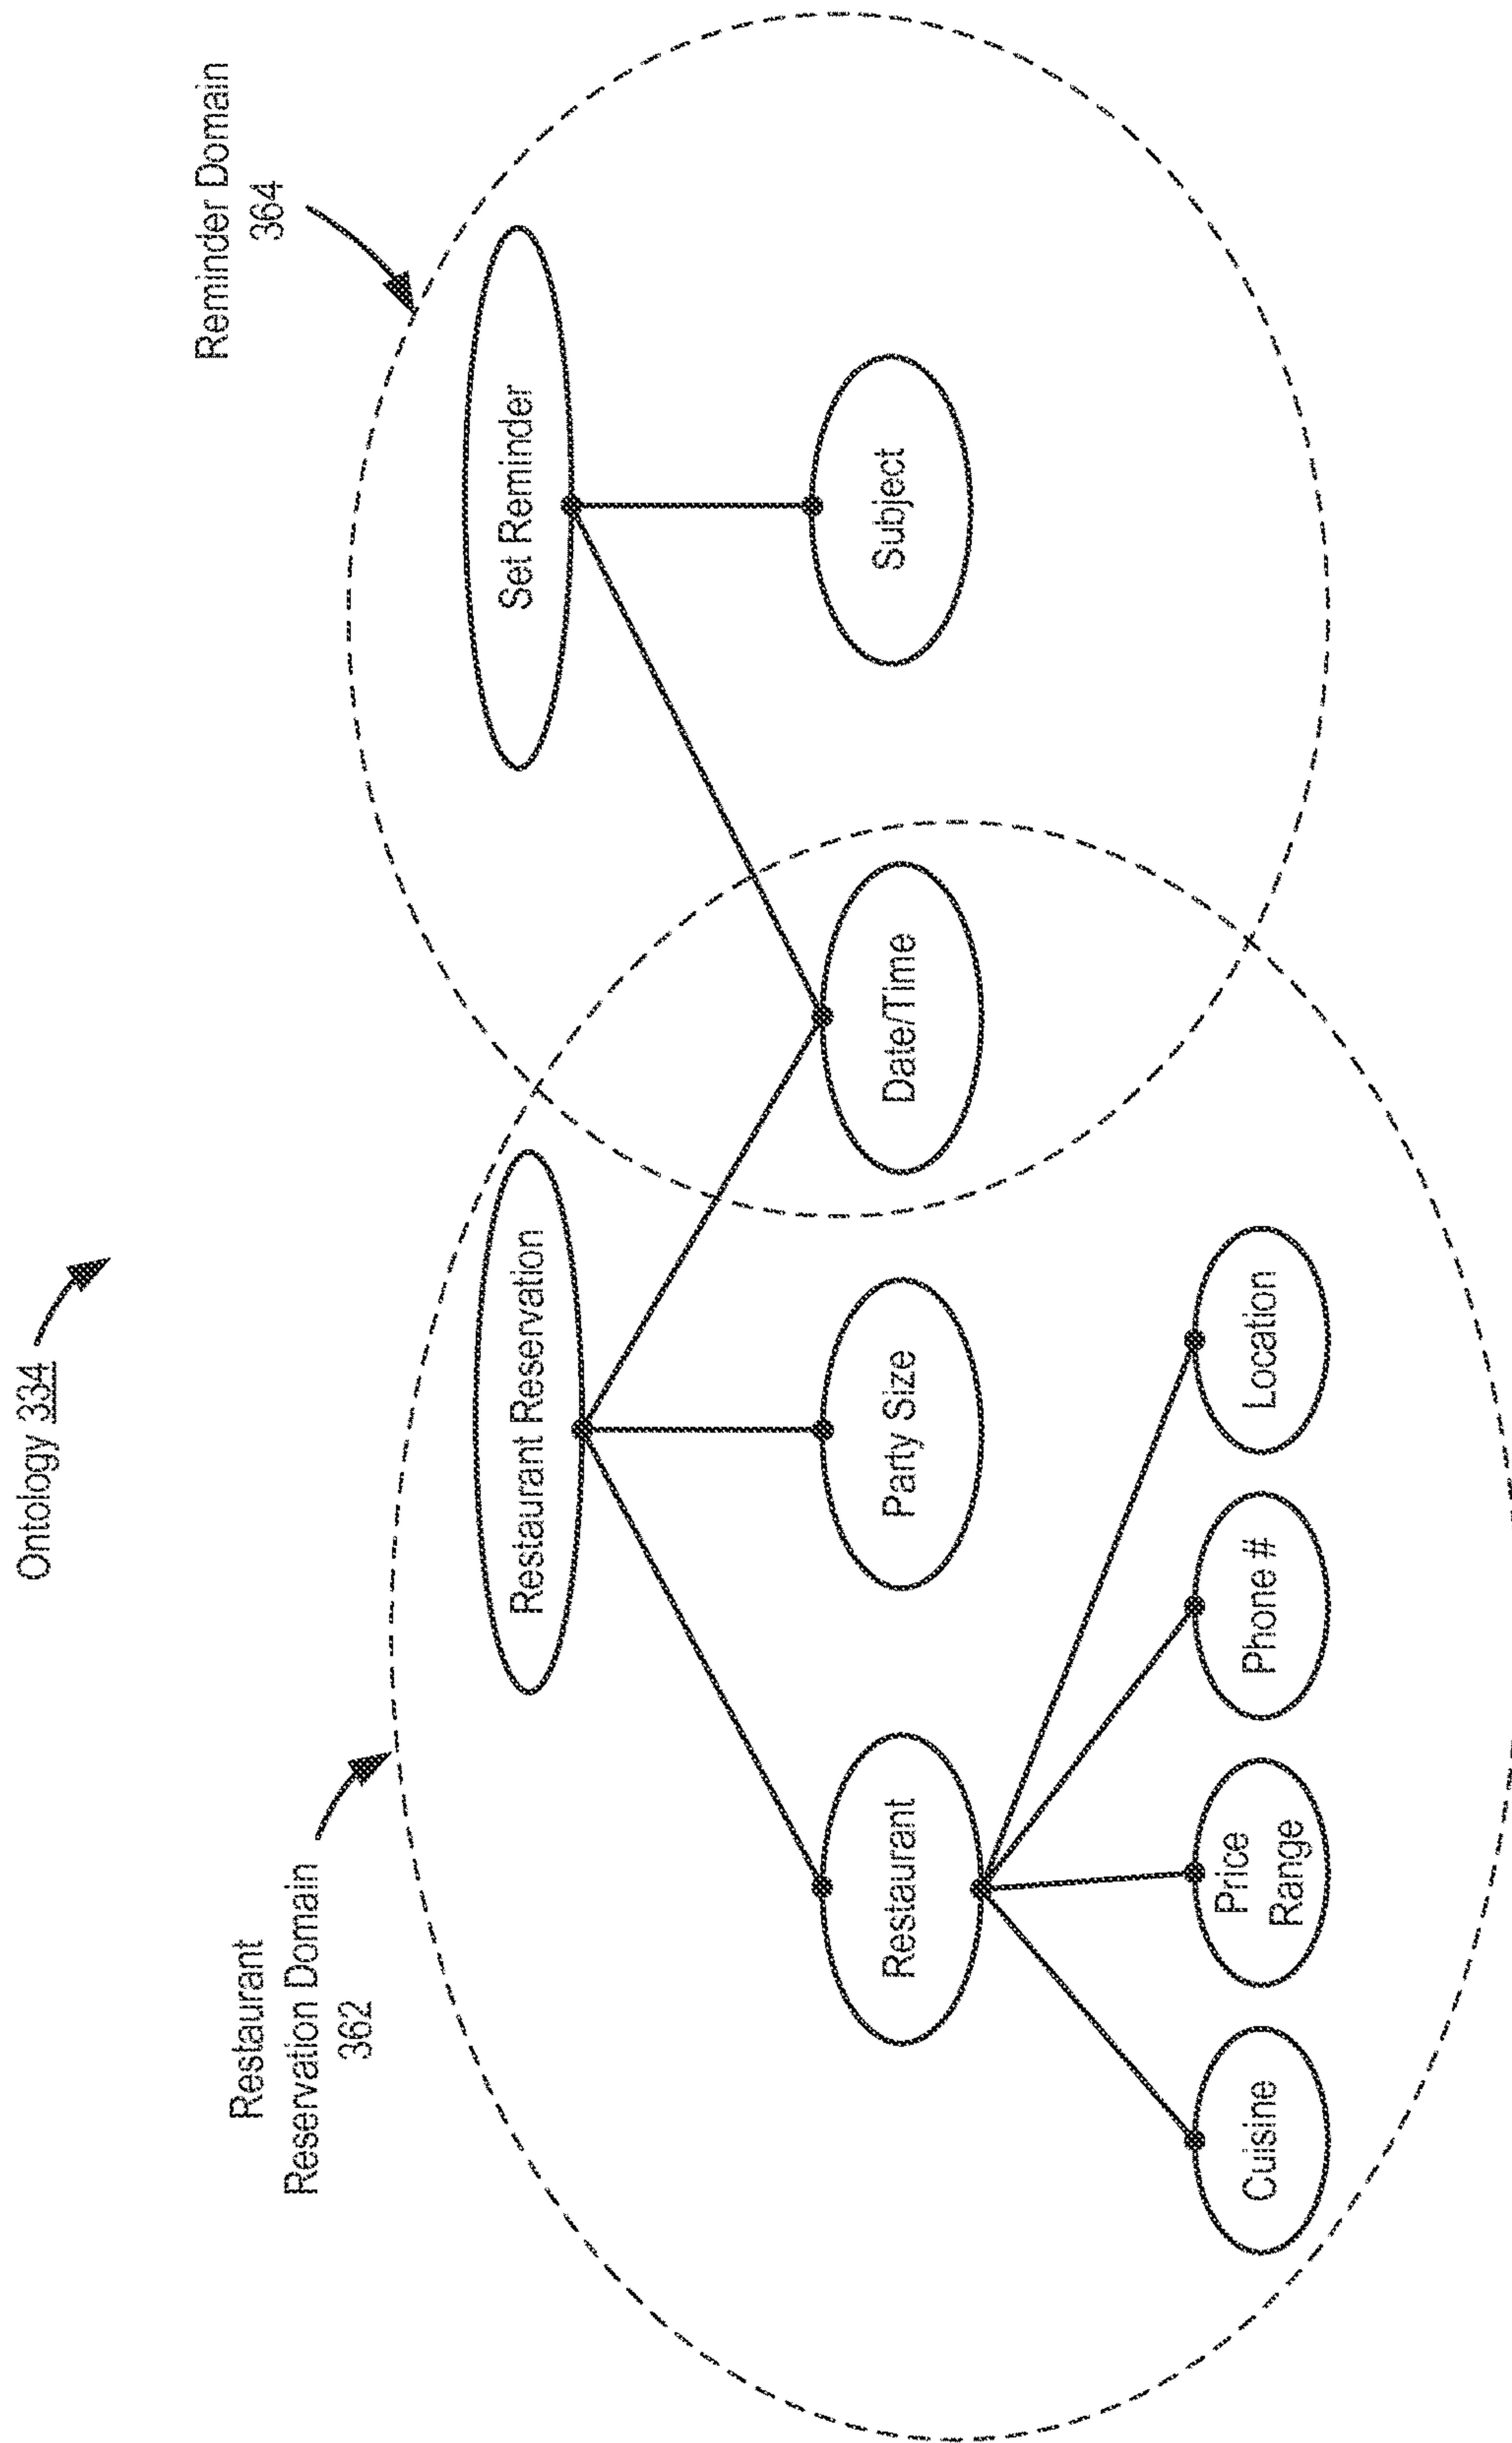 Ontology 334
Restaurant
Reservation Domain
362
Reminder Domain
364
Restaurant Reservation
Set Reminder
Restaurant
Party Size
Date/Time
Subject
Cuisine
Price
Range
Phone #
Location